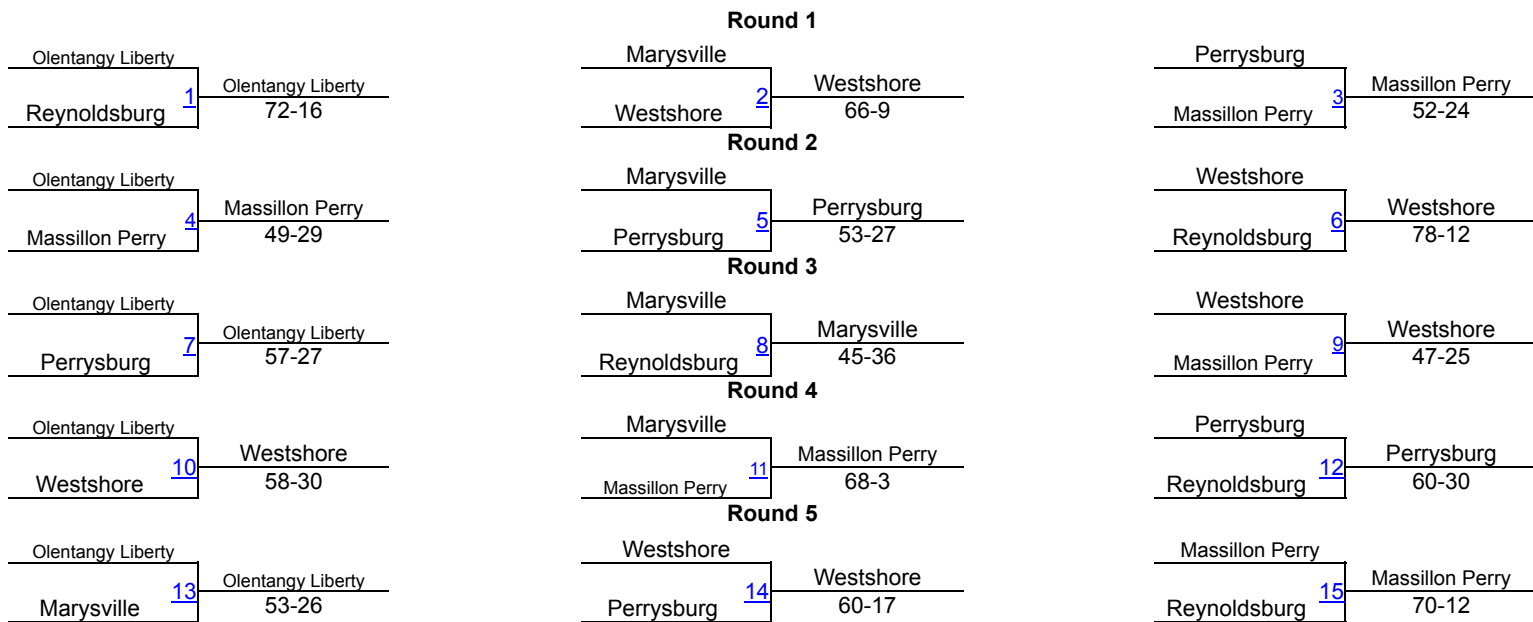 Round 1
Olentangy Liberty
Reynoldsburg
1
Olentangy Liberty
72-16
Marysville
Westshore
2
Westshore
66-9
Perrysburg
Massillon Perry
3
Massillon Perry
52-24
Round 2
Olentangy Liberty
Massillon Perry
4
Massillon Perry
49-29
Marysville
Perrysburg
5
Perrysburg
53-27
Westshore
Reynoldsburg
6
Westshore
78-12
Round 3
Olentangy Liberty
Perrysburg
7
Olentangy Liberty
57-27
Marysville
Reynoldsburg
8
Marysville
45-36
Westshore
Massillon Perry
9
Westshore
47-25
Round 4
Olentangy Liberty
Westshore
10
Westshore
58-30
Marysville
Massillon Perry
11
Massillon Perry
68-3
Perrysburg
Reynoldsburg
12
Perrysburg
60-30
Round 5
Olentangy Liberty
Marysville
13
Olentangy Liberty
53-26
Westshore
Perrysburg
14
Westshore
60-17
Massillon Perry
Reynoldsburg
15
Massillon Perry
70-12